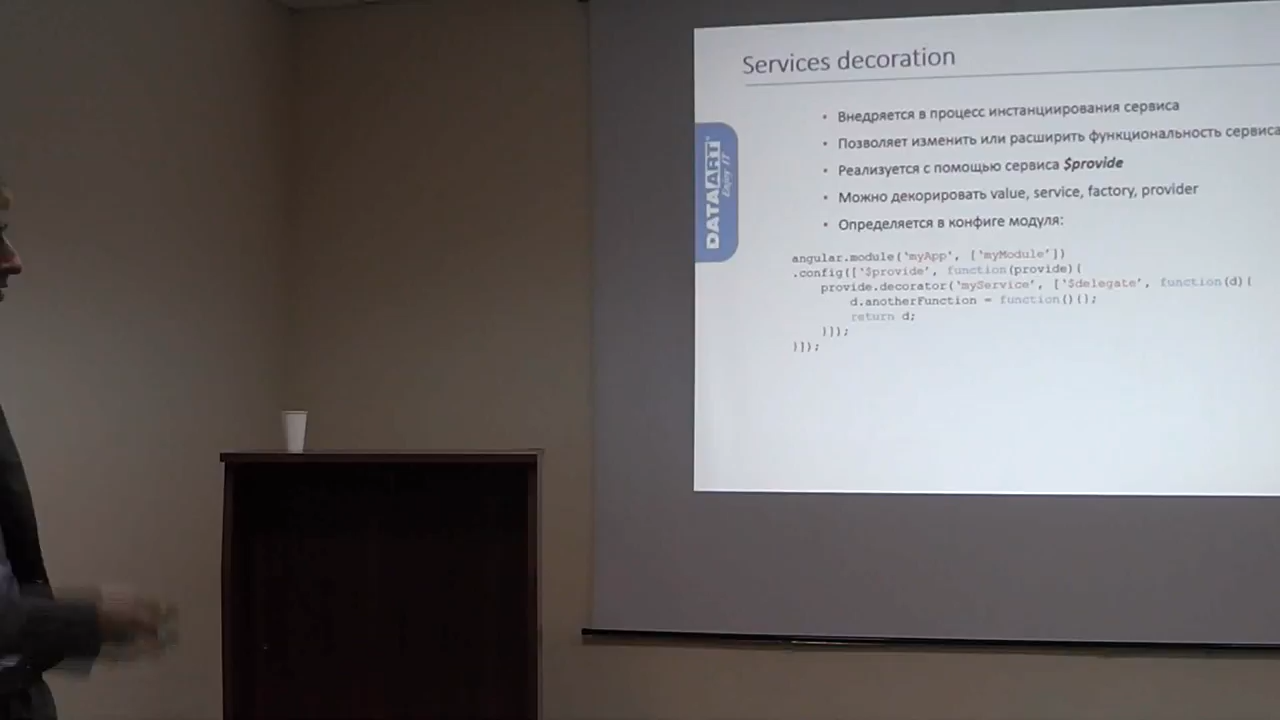 Services decoration
• Внедряется в процесс инстанциирования сервиса
• Позволяет изменить или расширить функциональность сервиса
• Реализуется с помощью сервиса $provide
• Можно декорировать value, service, factory, provider
• Определяется в конфиге модуля:
angular.module('myApp', ['myModule'])
.config(['$provide', function(provide){
provide.decorator('myService', ['$delegate', function(d){
d.anotherFunction = function(){};
return d;
}]);
}]);
DATAART
Enjoy IT